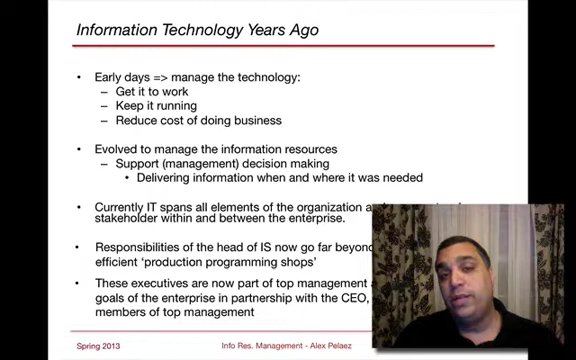 Information Technology Years Ago
• Early days => manage the technology:
– Get it to work
– Keep it running
– Reduce cost of doing business
• Evolved to manage the information resources
– Support (management) decision making
• Delivering information when and where it was needed
• Currently IT spans all elements of the organization
stakeholder within and between the enterprise.
• Responsibilities of the head of IS now go far beyond
efficient 'production programming shops'
• These executives are now part of top management
goals of the enterprise in partnership with the CEO,
members of top management
Spring 2013
Info Res. Management - Alex Pelaez